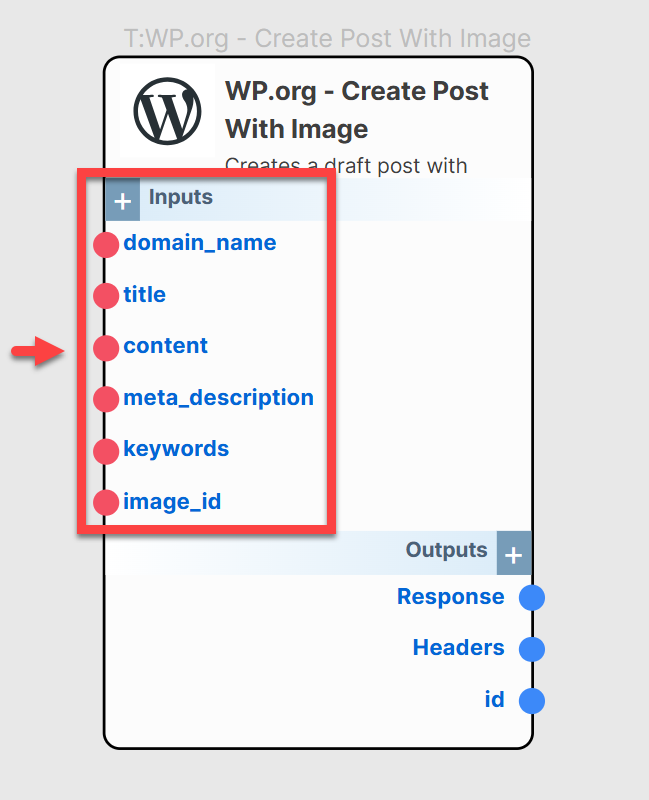 T:WP.org - Create Post With Image
WP.org - Create Post
With Image
Creates a draft post with
+ Inputs
domain_name
title
content
meta_description
keywords
image_id
Outputs +
Response
Headers
id